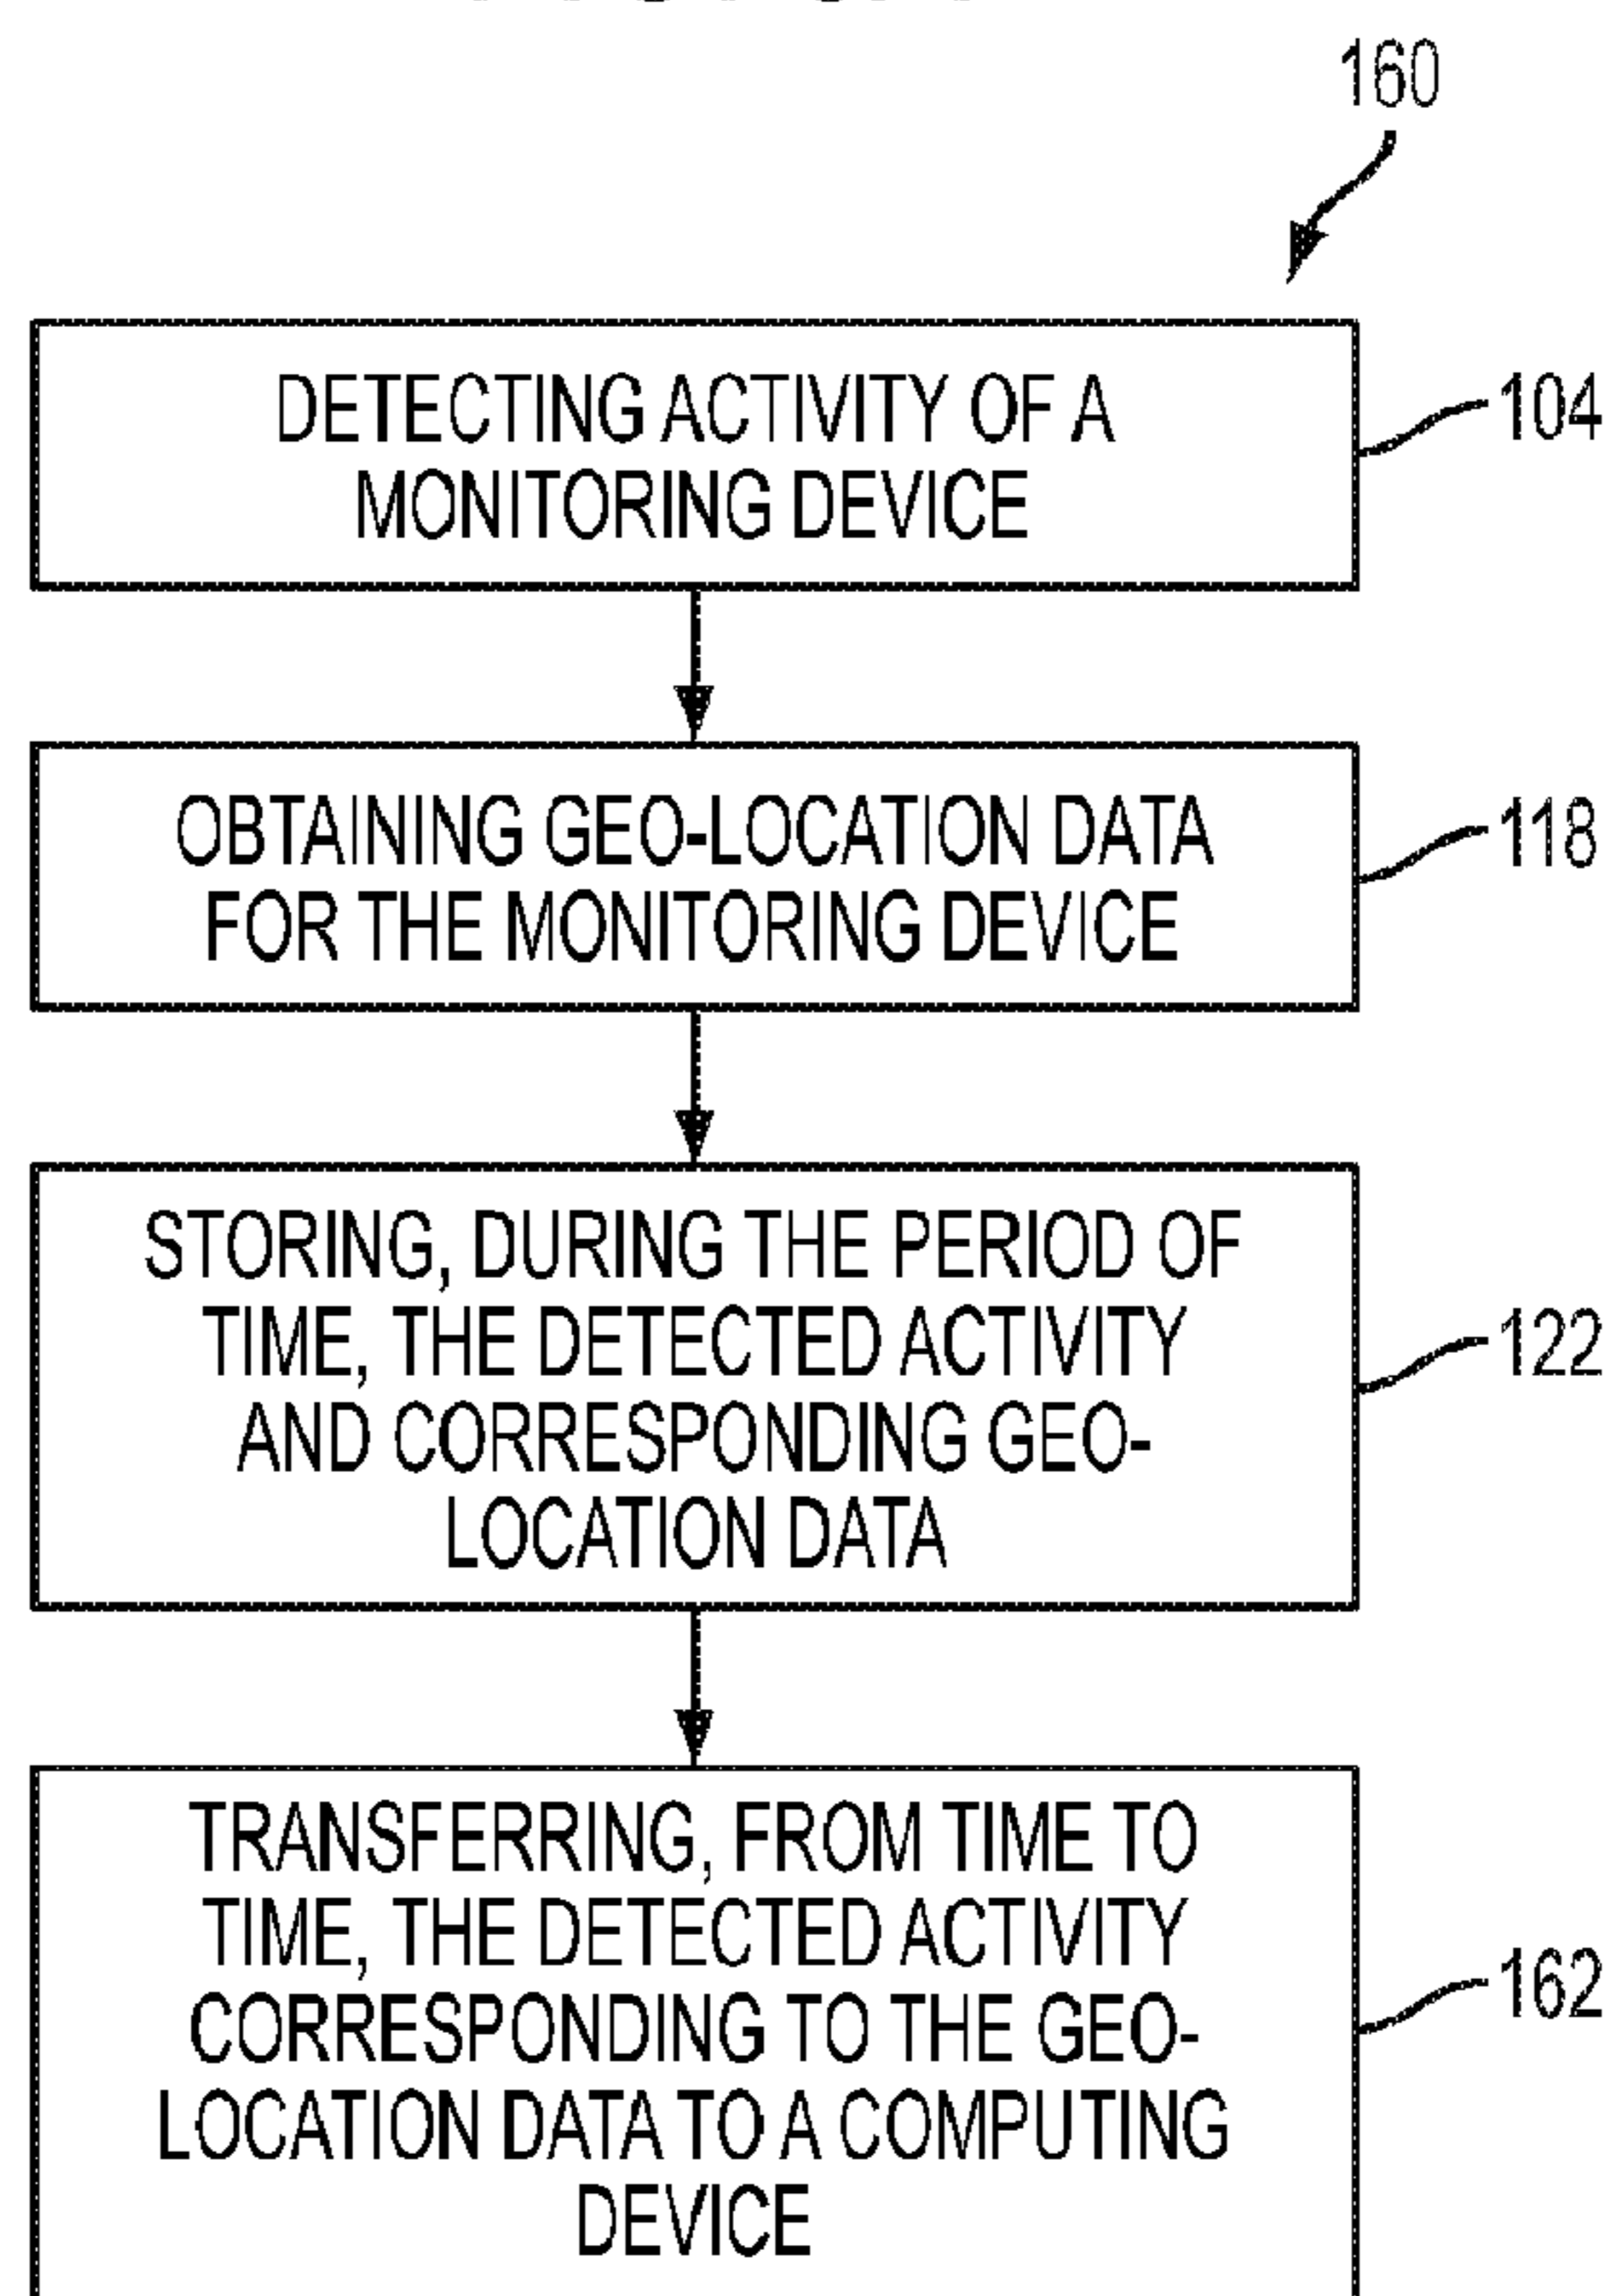 160
DETECTING ACTIVITY OF A
MONITORING DEVICE
104
OBTAINING GEO-LOCATION DATA
FOR THE MONITORING DEVICE
118
STORING, DURING THE PERIOD OF
TIME, THE DETECTED ACTIVITY
AND CORRESPONDING GEO-
LOCATION DATA
122
TRANSFERRING, FROM TIME TO
TIME, THE DETECTED ACTIVITY
CORRESPONDING TO THE GEO-
LOCATION DATA TO A COMPUTING
DEVICE
162